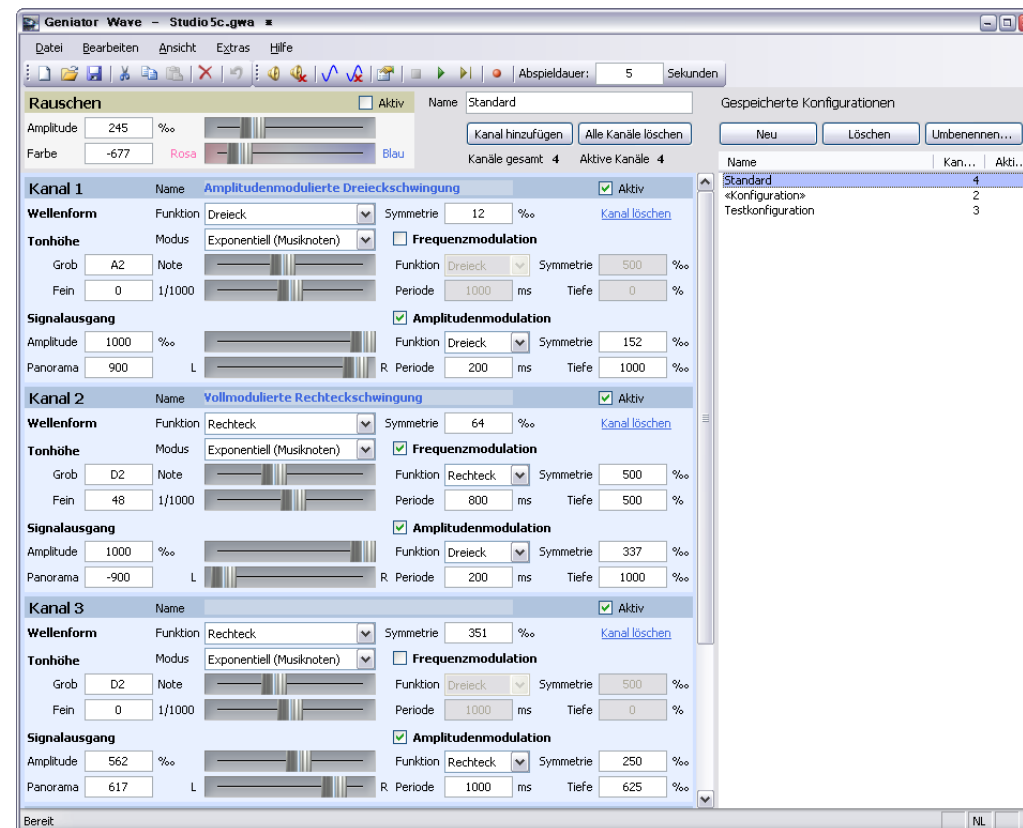 Geniator Wave – Studio5c.gwa *
Datei Bearbeiten Ansicht Extras Hilfe
Abspieldauer: 5 Sekunden
Rauschen Aktiv
Amplitude 245 ‰
Farbe -677 Rosa Blau
Name Standard
Kanal hinzufügen Alle Kanäle löschen
Kanäle gesamt 4 Aktive Kanäle 4
Gespeicherte Konfigurationen
Neu Löschen Umbenennen...
Name Kan... Akti...
Standard 4
«Konfiguration» 2
Testkonfiguration 3
Kanal 1 Name Amplitudenmodulierte Dreieckschwingung Aktiv
Wellenform Funktion Dreieck Symmetrie 12 ‰ Kanal löschen
Tonhöhe Modus Exponentiell (Musiknoten) Frequenzmodulation
Grob A2 Note Funktion Dreieck Symmetrie 500 ‰
Fein 0 1/1000 Periode 1000 ms Tiefe 0 %
Signalausgang Amplitudenmodulation
Amplitude 1000 ‰ Funktion Dreieck Symmetrie 152 ‰
Panorama 900 L R Periode 200 ms Tiefe 1000 ‰
Kanal 2 Name Vollmodulierte Rechteckschwingung Aktiv
Wellenform Funktion Rechteck Symmetrie 64 ‰ Kanal löschen
Tonhöhe Modus Exponentiell (Musiknoten) Frequenzmodulation
Grob D2 Note Funktion Rechteck Symmetrie 500 ‰
Fein 48 1/1000 Periode 800 ms Tiefe 500 %
Signalausgang Amplitudenmodulation
Amplitude 1000 ‰ Funktion Dreieck Symmetrie 337 ‰
Panorama -900 L R Periode 200 ms Tiefe 1000 ‰
Kanal 3 Name Aktiv
Wellenform Funktion Rechteck Symmetrie 351 ‰ Kanal löschen
Tonhöhe Modus Exponentiell (Musiknoten) Frequenzmodulation
Grob D2 Note Funktion Dreieck Symmetrie 500 ‰
Fein 0 1/1000 Periode 1000 ms Tiefe 0 %
Signalausgang Amplitudenmodulation
Amplitude 562 ‰ Funktion Rechteck Symmetrie 250 ‰
Panorama 617 L R Periode 1000 ms Tiefe 625 ‰
Bereit NL